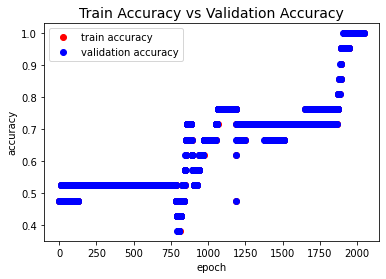 Train Accuracy vs Validation Accuracy
train accuracy
validation accuracy
1.0
0.9
0.8
0.7
0.6
0.5
0.4
accuracy
0 250 500 750 1000 1250 1500 1750 2000
epoch